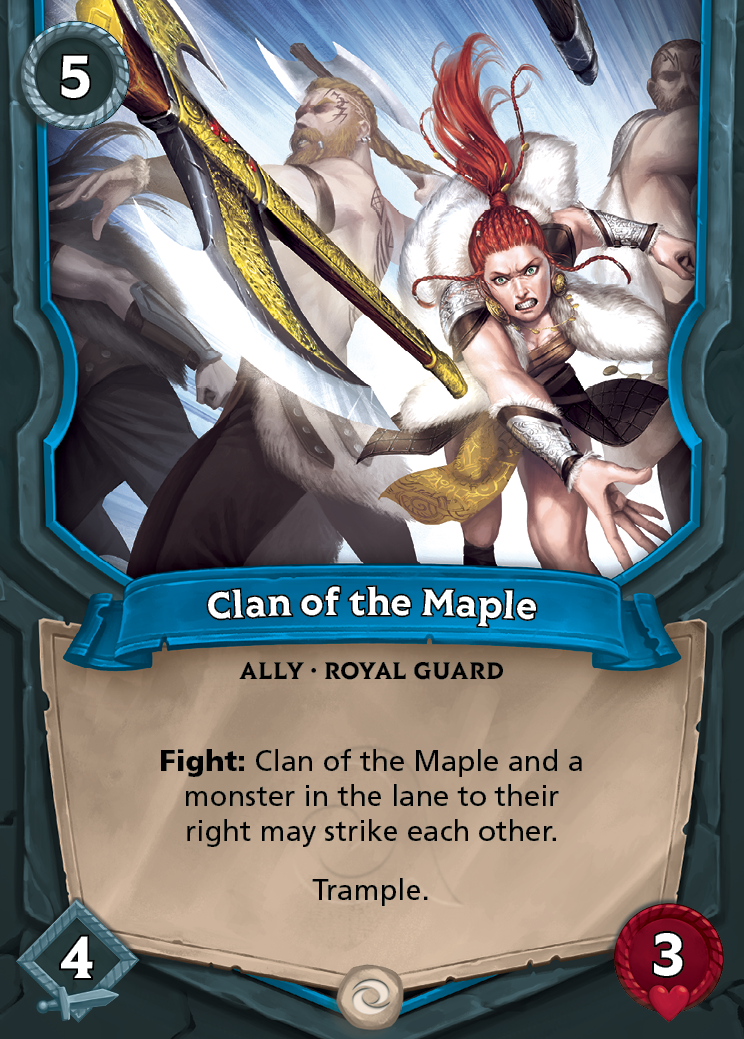 5
Clan of the Maple
ALLY • ROYAL GUARD
Fight: Clan of the Maple and a
monster in the lane to their
right may strike each other.
Trample.
4
3